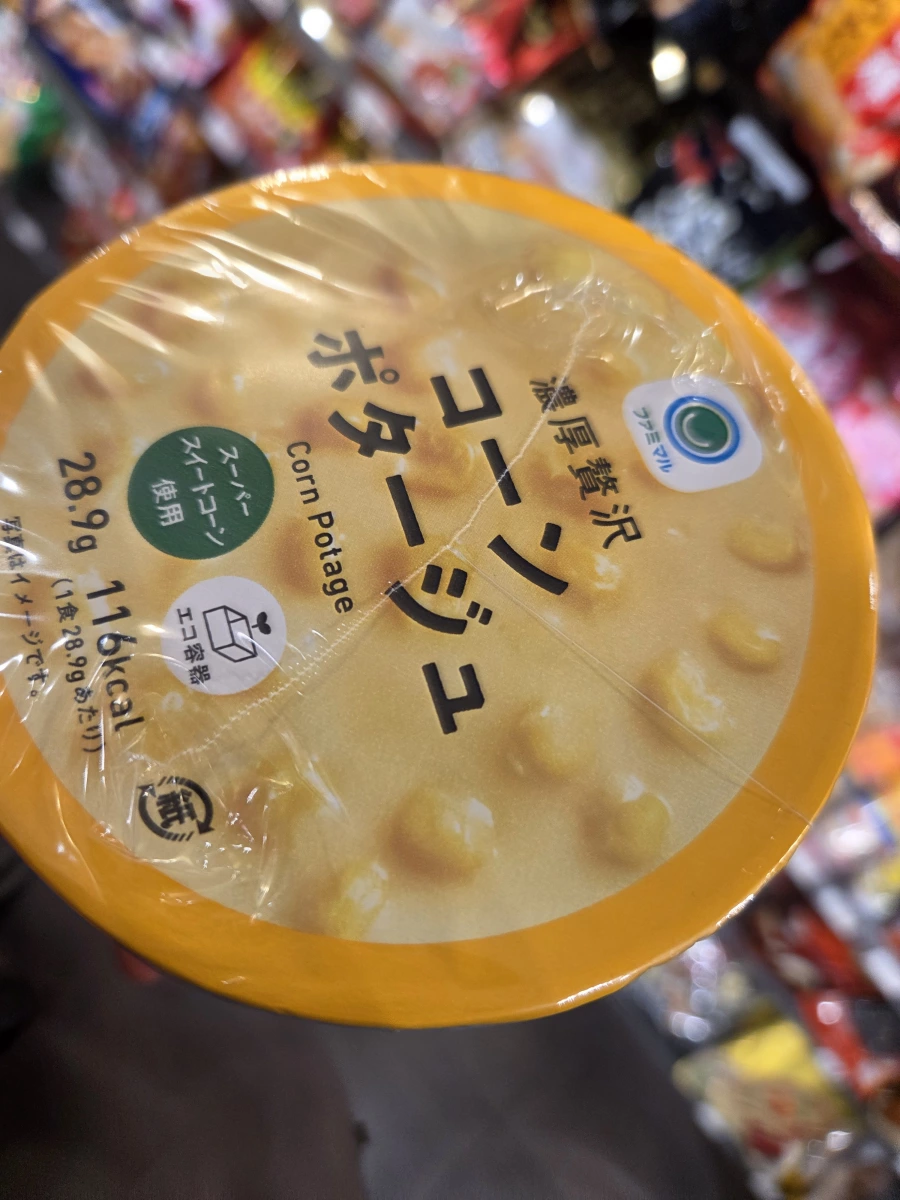 ファミマル
濃厚贅沢
コーン
ポタージュ
Corn Potage
スーパー
スイートコーン
使用
エコ容器
28.9g 116kcal
(1食 28.9gあたり)
写真はイメージです。
紙